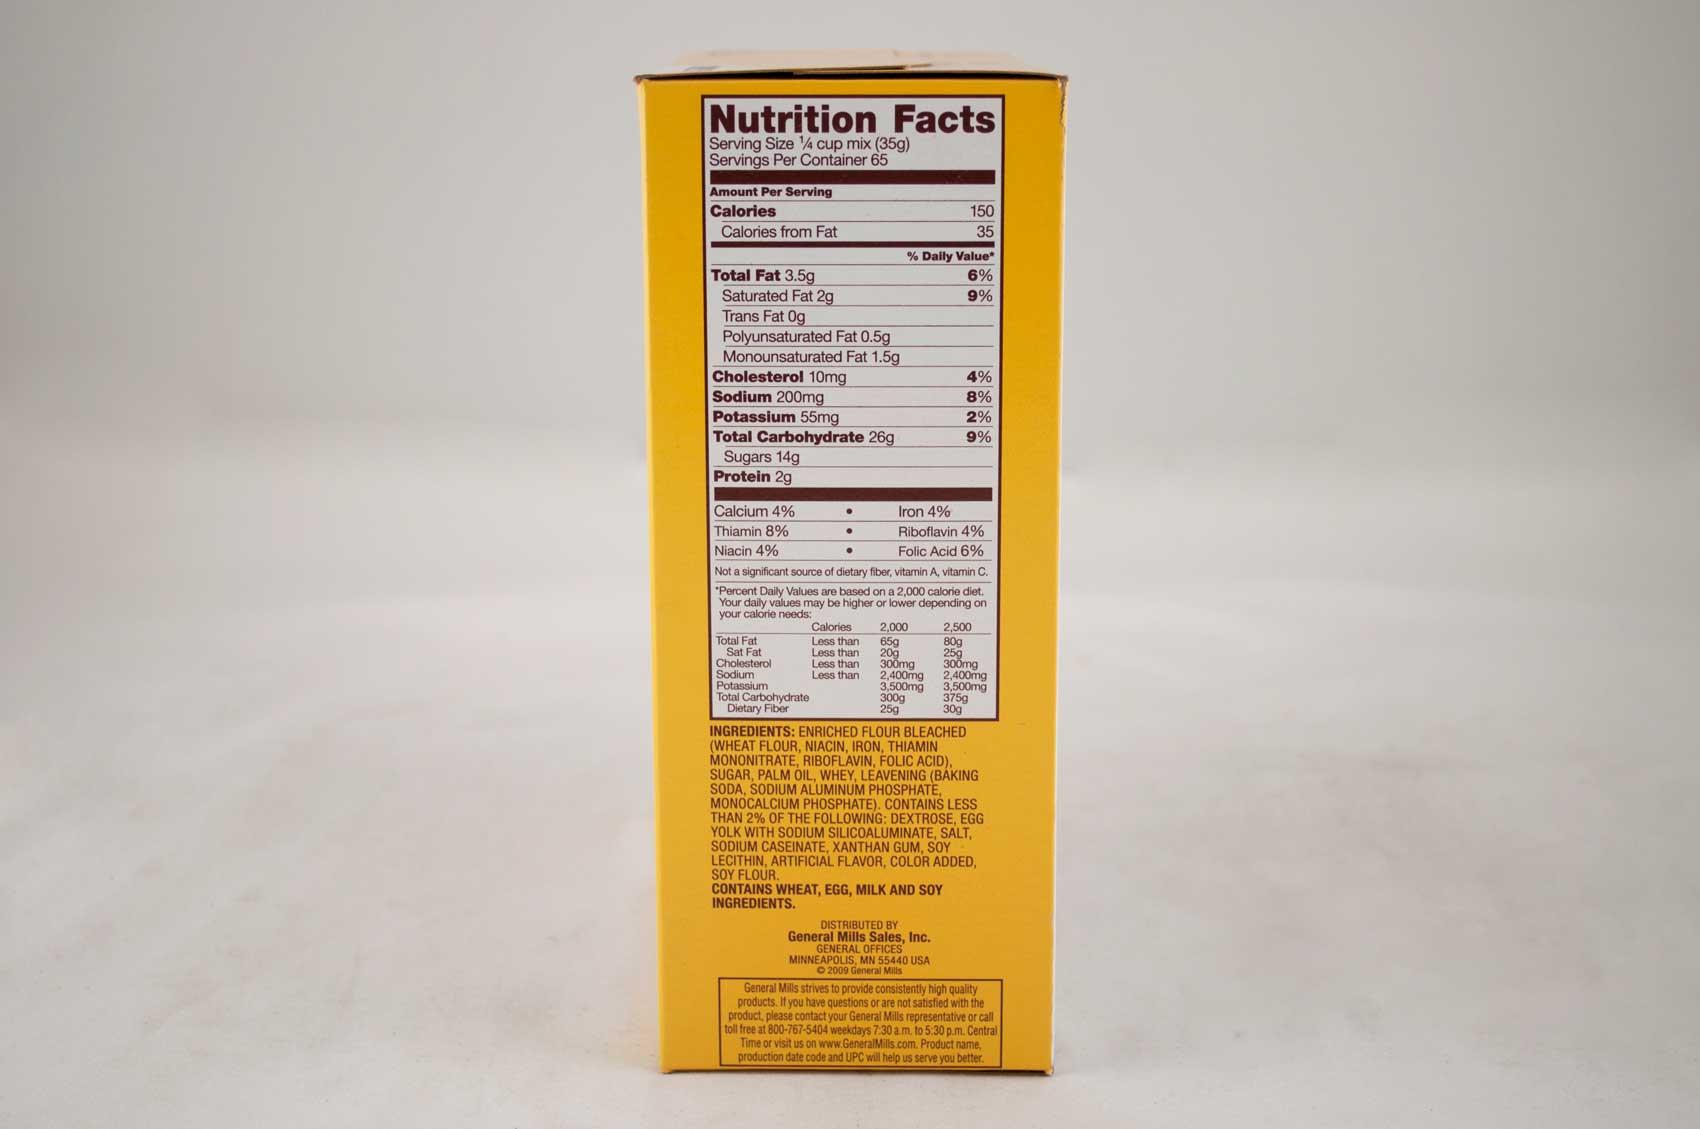 Nutrition Facts
Serving Size ¼ cup mix (35g)
Servings Per Container 65
Amount Per Serving
Calories 150
Calories from Fat 35
% Daily Value*
Total Fat 3.5g 6%
Saturated Fat 2g 9%
Trans Fat 0g
Polyunsaturated Fat 0.5g
Monounsaturated Fat 1.5g
Cholesterol 10mg 4%
Sodium 200mg 8%
Potassium 55mg 2%
Total Carbohydrate 26g 9%
Sugars 14g
Protein 2g
Calcium 4% • Iron 4%
Thiamin 8% • Riboflavin 4%
Niacin 4% • Folic Acid 6%
Not a significant source of dietary fiber, vitamin A, vitamin C.
*Percent Daily Values are based on a 2,000 calorie diet.
Your daily values may be higher or lower depending on
your calorie needs:
Calories 2,000 2,500
Total Fat Less than 65g 80g
Sat Fat Less than 20g 25g
Cholesterol Less than 300mg 300mg
Sodium Less than 2,400mg 2,400mg
Potassium 3,500mg 3,500mg
Total Carbohydrate 300g 375g
Dietary Fiber 25g 30g
INGREDIENTS: ENRICHED FLOUR BLEACHED
(WHEAT FLOUR, NIACIN, IRON, THIAMIN
MONONITRATE, RIBOFLAVIN, FOLIC ACID),
SUGAR, PALM OIL, WHEY, LEAVENING (BAKING
SODA, SODIUM ALUMINUM PHOSPHATE,
MONOCALCIUM PHOSPHATE). CONTAINS LESS
THAN 2% OF THE FOLLOWING: DEXTROSE, EGG
YOLK WITH SODIUM SILICOALUMINATE, SALT,
SODIUM CASEINATE, XANTHAN GUM, SOY
LECITHIN, ARTIFICIAL FLAVOR, COLOR ADDED,
SOY FLOUR.
CONTAINS WHEAT, EGG, MILK AND SOY
INGREDIENTS.
DISTRIBUTED BY
General Mills Sales, Inc.
GENERAL OFFICES
MINNEAPOLIS, MN 55440 USA
© 2009 General Mills
General Mills strives to provide consistently high quality
products. If you have questions or are not satisfied with the
product, please contact your General Mills representative or call
toll free at 800-767-5404 weekdays 7:30 a.m. to 5:30 p.m. Central
Time or visit us on www.GeneralMills.com. Product name,
production date code and UPC will help us serve you better.